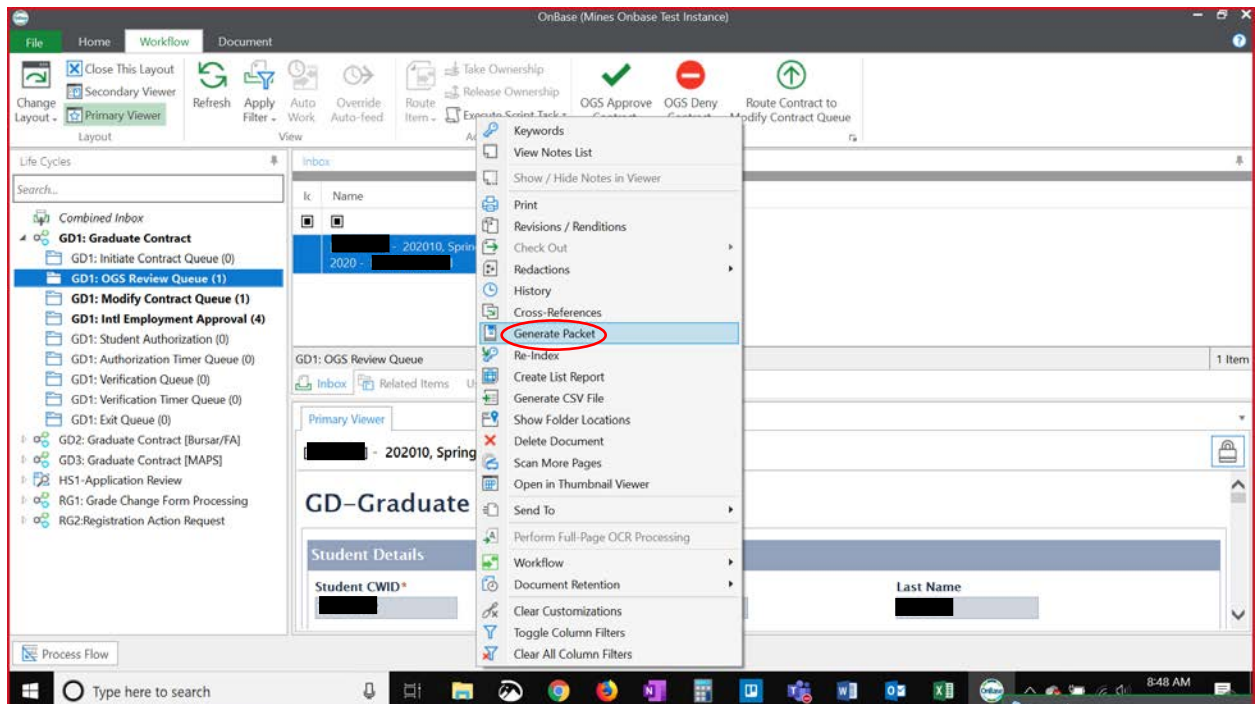 OnBase (Mines Onbase Test Instance)
File Home Workflow Document
Change Layout
Close This Layout
Secondary Viewer
Primary Viewer
Layout
Refresh
Apply Filter
Auto Work
Override Auto-feed
View
Route Item
Take Ownership
Release Ownership
Execute Script Task
OGS Approve Contract
OGS Deny Contract
Route Contract to
Modify Contract Queue
Life Cycles
Search...
Combined Inbox
GD1: Graduate Contract
GD1: Initiate Contract Queue (0)
GD1: OGS Review Queue (1)
GD1: Modify Contract Queue (1)
GD1: Intl Employment Approval (4)
GD1: Student Authorization (0)
GD1: Authorization Timer Queue (0)
GD1: Verification Queue (0)
GD1: Verification Timer Queue (0)
GD1: Exit Queue (0)
GD2: Graduate Contract [Bursar/FA]
GD3: Graduate Contract [MAPS]
HS1-Application Review
RG1: Grade Change Form Processing
RG2:Registration Action Request
Inbox
Name
- 202010, Sprin
2020 -
Keywords
View Notes List
Show / Hide Notes in Viewer
Print
Revisions / Renditions
Check Out
Redactions
History
Cross-References
Generate Packet
Re-Index
Create List Report
Generate CSV File
Show Folder Locations
Delete Document
Scan More Pages
Open in Thumbnail Viewer
Send To
Perform Full-Page OCR Processing
Workflow
Document Retention
Clear Customizations
Toggle Column Filters
Clear All Column Filters
GD1: OGS Review Queue
1 Item
Inbox Related Items
Primary Viewer
- 202010, Spring
GD-Graduate
Student Details
Student CWID*
Last Name
Process Flow
Type here to search
8:48 AM